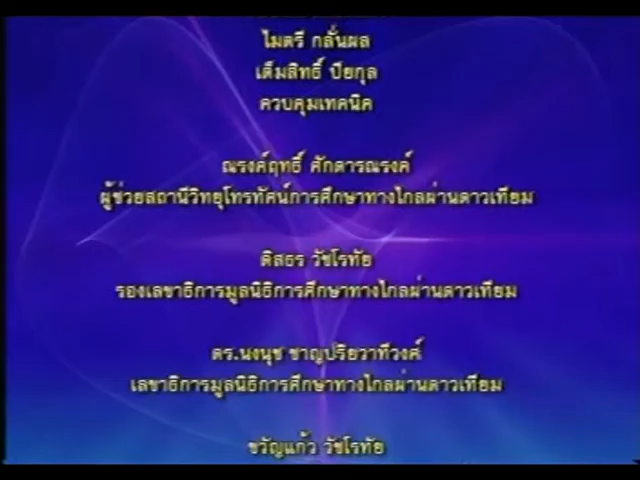 ไมตรี กลั่นผล
เต็มสิทธิ์ ปิยกุล
ควบคุมเทคนิค
ณรงค์ฤทธิ์ ศักดารณรงค์
ผู้ช่วยสถานีวิทยุโทรทัศน์การศึกษาทางไกลผ่านดาวเทียม
ดิสธร วัชโรทัย
รองเลขาธิการมูลนิธิการศึกษาทางไกลผ่านดาวเทียม
ดร.นงนุช ชาญปริยวาทีวงศ์
เลขาธิการมูลนิธิการศึกษาทางไกลผ่านดาวเทียม
ขวัญแก้ว วัชโรทัย